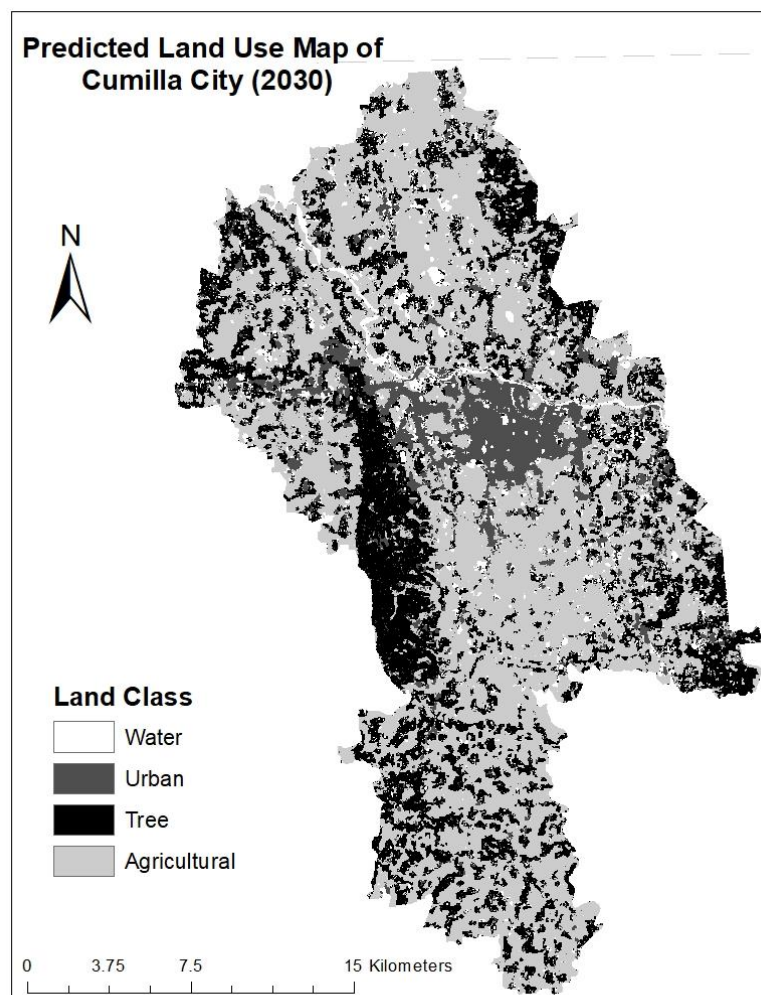 Predicted Land Use Map of
Cumilla City (2030)
N
Land Class
Water
Urban
Tree
Agricultural
0 3.75 7.5 15 Kilometers